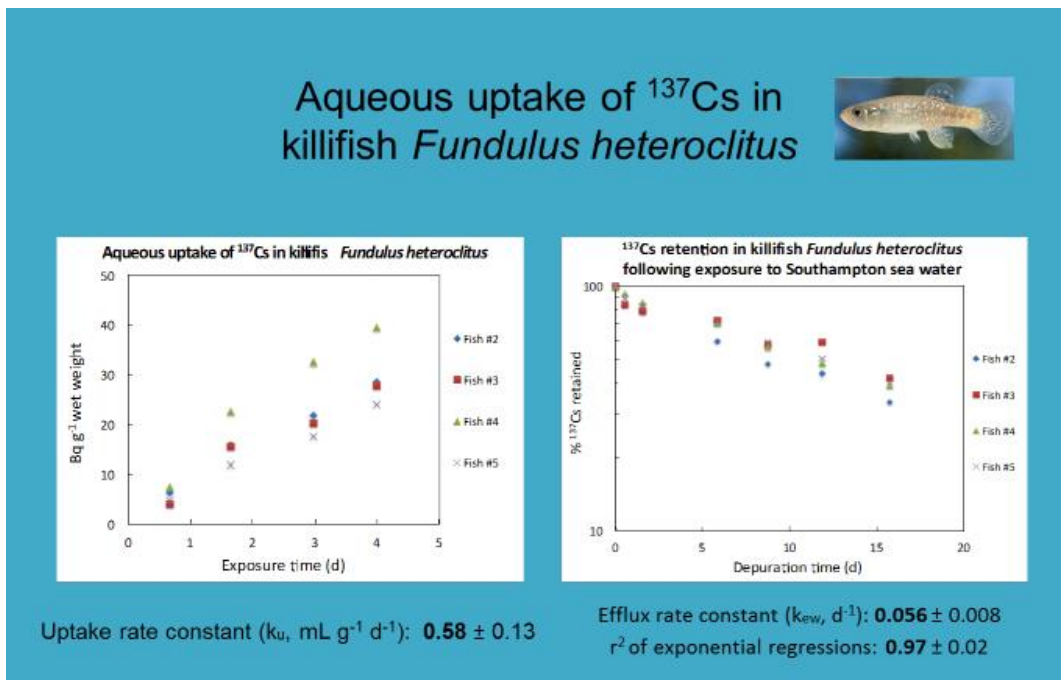 Aqueous uptake of ¹³⁷Cs in
killifish Fundulus heteroclitus
Aqueous uptake of ¹³⁷Cs in killifis Fundulus heteroclitus
50
40
30
20
10
0
Bq g⁻¹ wet weight
0 1 2 3 4 5
Exposure time (d)
Fish #2
Fish #3
Fish #4
Fish #5
¹³⁷Cs retention in killifish Fundulus heteroclitus
following exposure to Southampton sea water
100
10
% ¹³⁷Cs retained
0 5 10 15 20
Depuration time (d)
Fish #2
Fish #3
Fish #4
Fish #5
Uptake rate constant (kᵤ, mL g⁻¹ d⁻¹): 0.58 ± 0.13
Efflux rate constant (kew, d⁻¹): 0.056 ± 0.008
r² of exponential regressions: 0.97 ± 0.02